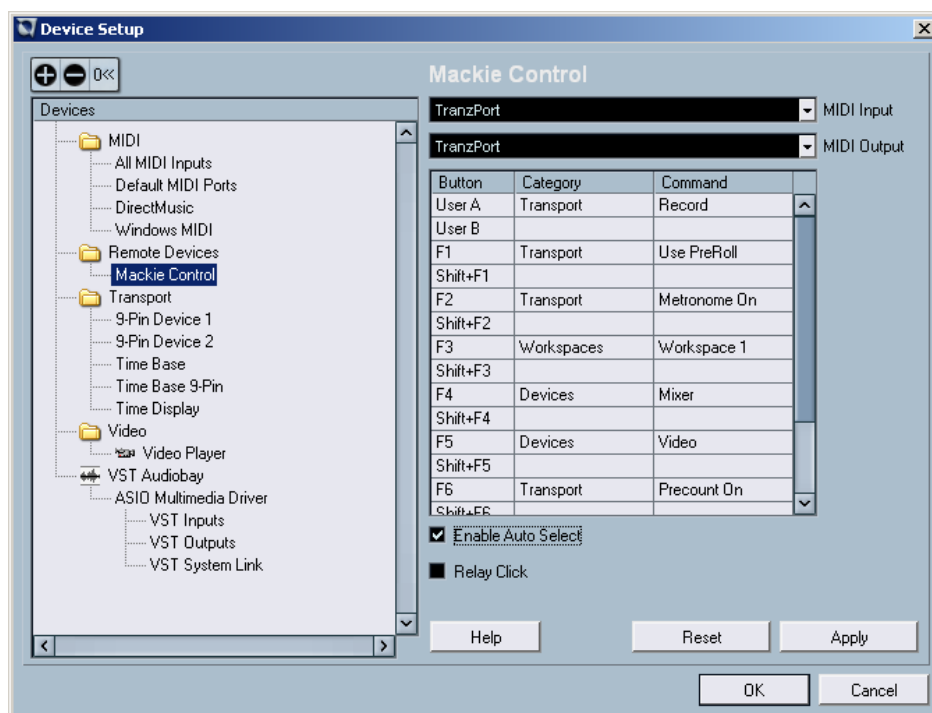 Device Setup
0<<
Mackie Control
Devices
MIDI
All MIDI Inputs
Default MIDI Ports
DirectMusic
Windows MIDI
Remote Devices
Mackie Control
Transport
9-Pin Device 1
9-Pin Device 2
Time Base
Time Base 9-Pin
Time Display
Video
Video Player
VST Audiobay
ASIO Multimedia Driver
VST Inputs
VST Outputs
VST System Link
TranzPort MIDI Input
TranzPort MIDI Output
Button Category Command
User A Transport Record
User B
F1 Transport Use PreRoll
Shift+F1
F2 Transport Metronome On
Shift+F2
F3 Workspaces Workspace 1
Shift+F3
F4 Devices Mixer
Shift+F4
F5 Devices Video
Shift+F5
F6 Transport Precount On
Shift+F6
Enable Auto Select
Relay Click
Help Reset Apply
OK Cancel